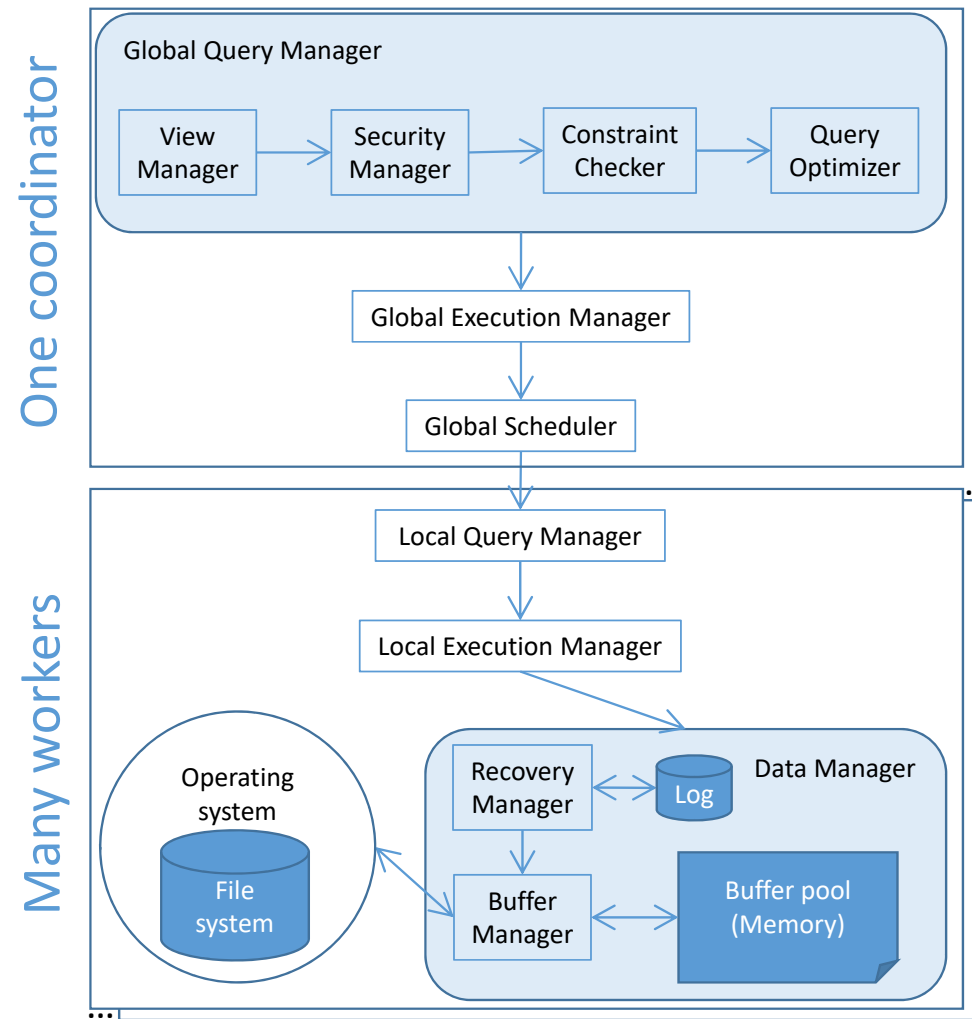 One coordinator
Global Query Manager
View
Manager
Security
Manager
Constraint
Checker
Query
Optimizer
Global Execution Manager
Global Scheduler
...
Many workers
Local Query Manager
Local Execution Manager
Operating
system
File
system
Data Manager
Recovery
Manager
Log
Buffer
Manager
Buffer pool
(Memory)
...